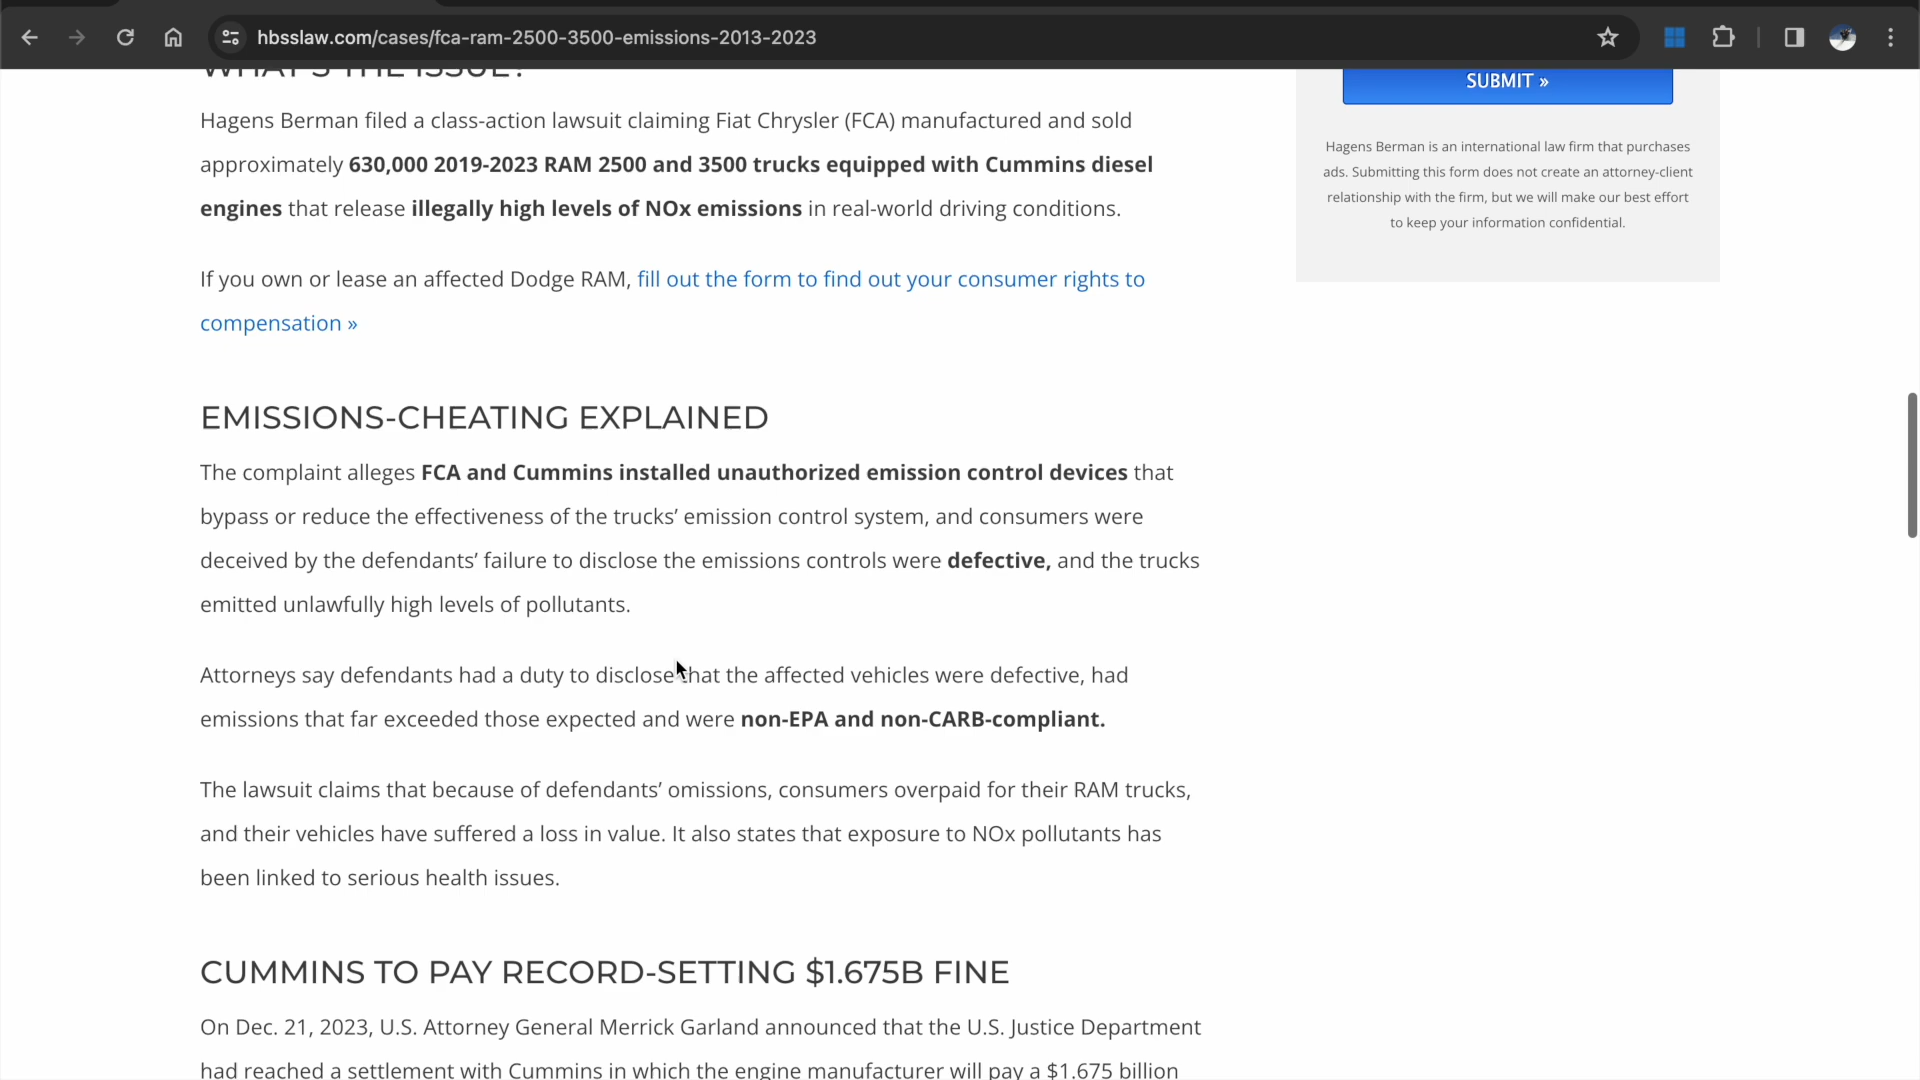 hbsslaw.com/cases/fca-ram-2500-3500-emissions-2013-2023
WHAT'S THE ISSUE?
Hagens Berman filed a class-action lawsuit claiming Fiat Chrysler (FCA) manufactured and sold
approximately 630,000 2019-2023 RAM 2500 and 3500 trucks equipped with Cummins diesel
engines that release illegally high levels of NOx emissions in real-world driving conditions.
If you own or lease an affected Dodge RAM, fill out the form to find out your consumer rights to
compensation »
EMISSIONS-CHEATING EXPLAINED
The complaint alleges FCA and Cummins installed unauthorized emission control devices that
bypass or reduce the effectiveness of the trucks’ emission control system, and consumers were
deceived by the defendants’ failure to disclose the emissions controls were defective, and the trucks
emitted unlawfully high levels of pollutants.
Attorneys say defendants had a duty to disclose that the affected vehicles were defective, had
emissions that far exceeded those expected and were non-EPA and non-CARB-compliant.
The lawsuit claims that because of defendants’ omissions, consumers overpaid for their RAM trucks,
and their vehicles have suffered a loss in value. It also states that exposure to NOx pollutants has
been linked to serious health issues.
CUMMINS TO PAY RECORD-SETTING $1.675B FINE
On Dec. 21, 2023, U.S. Attorney General Merrick Garland announced that the U.S. Justice Department
had reached a settlement with Cummins in which the engine manufacturer will pay a $1.675 billion
SUBMIT »
Hagens Berman is an international law firm that purchases
ads. Submitting this form does not create an attorney-client
relationship with the firm, but we will make our best effort
to keep your information confidential.